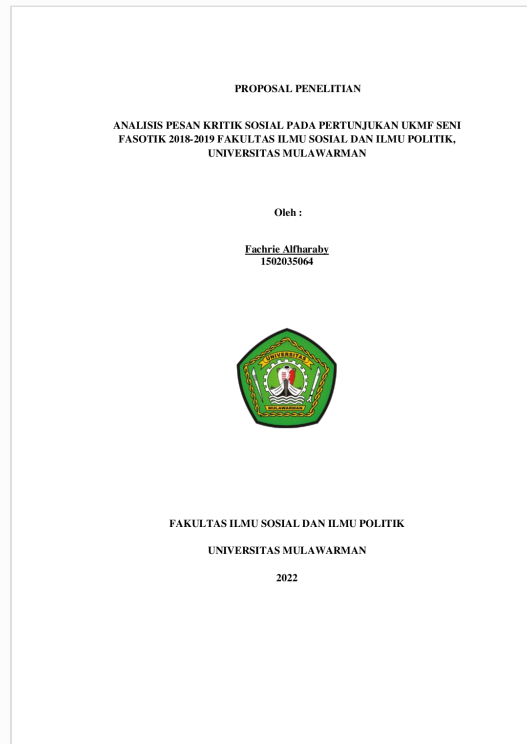 PROPOSAL PENELITIAN
ANALISIS PESAN KRITIK SOSIAL PADA PERTUNJUKAN UKMF SENI
FASOTIK 2018-2019 FAKULTAS ILMU SOSIAL DAN ILMU POLITIK,
UNIVERSITAS MULAWARMAN
Oleh :
Fachrie Alfharaby
1502035064
UNIVERSITAS
MULAWARMAN
FAKULTAS ILMU SOSIAL DAN ILMU POLITIK
UNIVERSITAS MULAWARMAN
2022